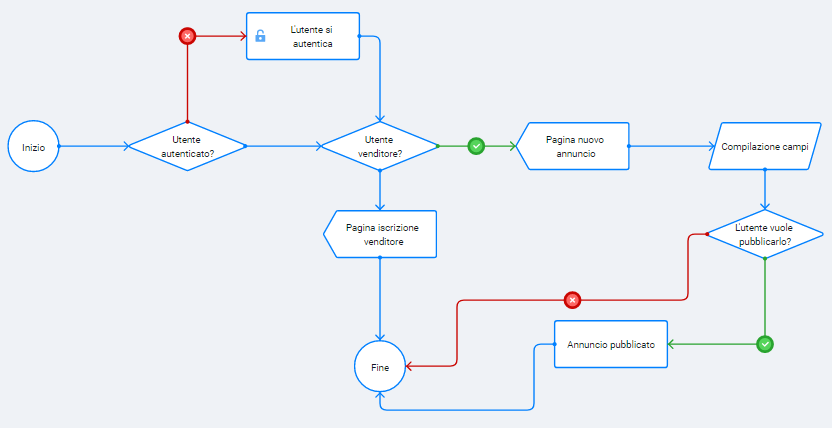 L'utente si
autentica
Inizio
Utente
autenticato?
Utente
venditore?
Pagina nuovo
annuncio
Compilazione campi
Pagina iscrizione
venditore
L'utente vuole
pubblicarlo?
Annuncio pubblicato
Fine